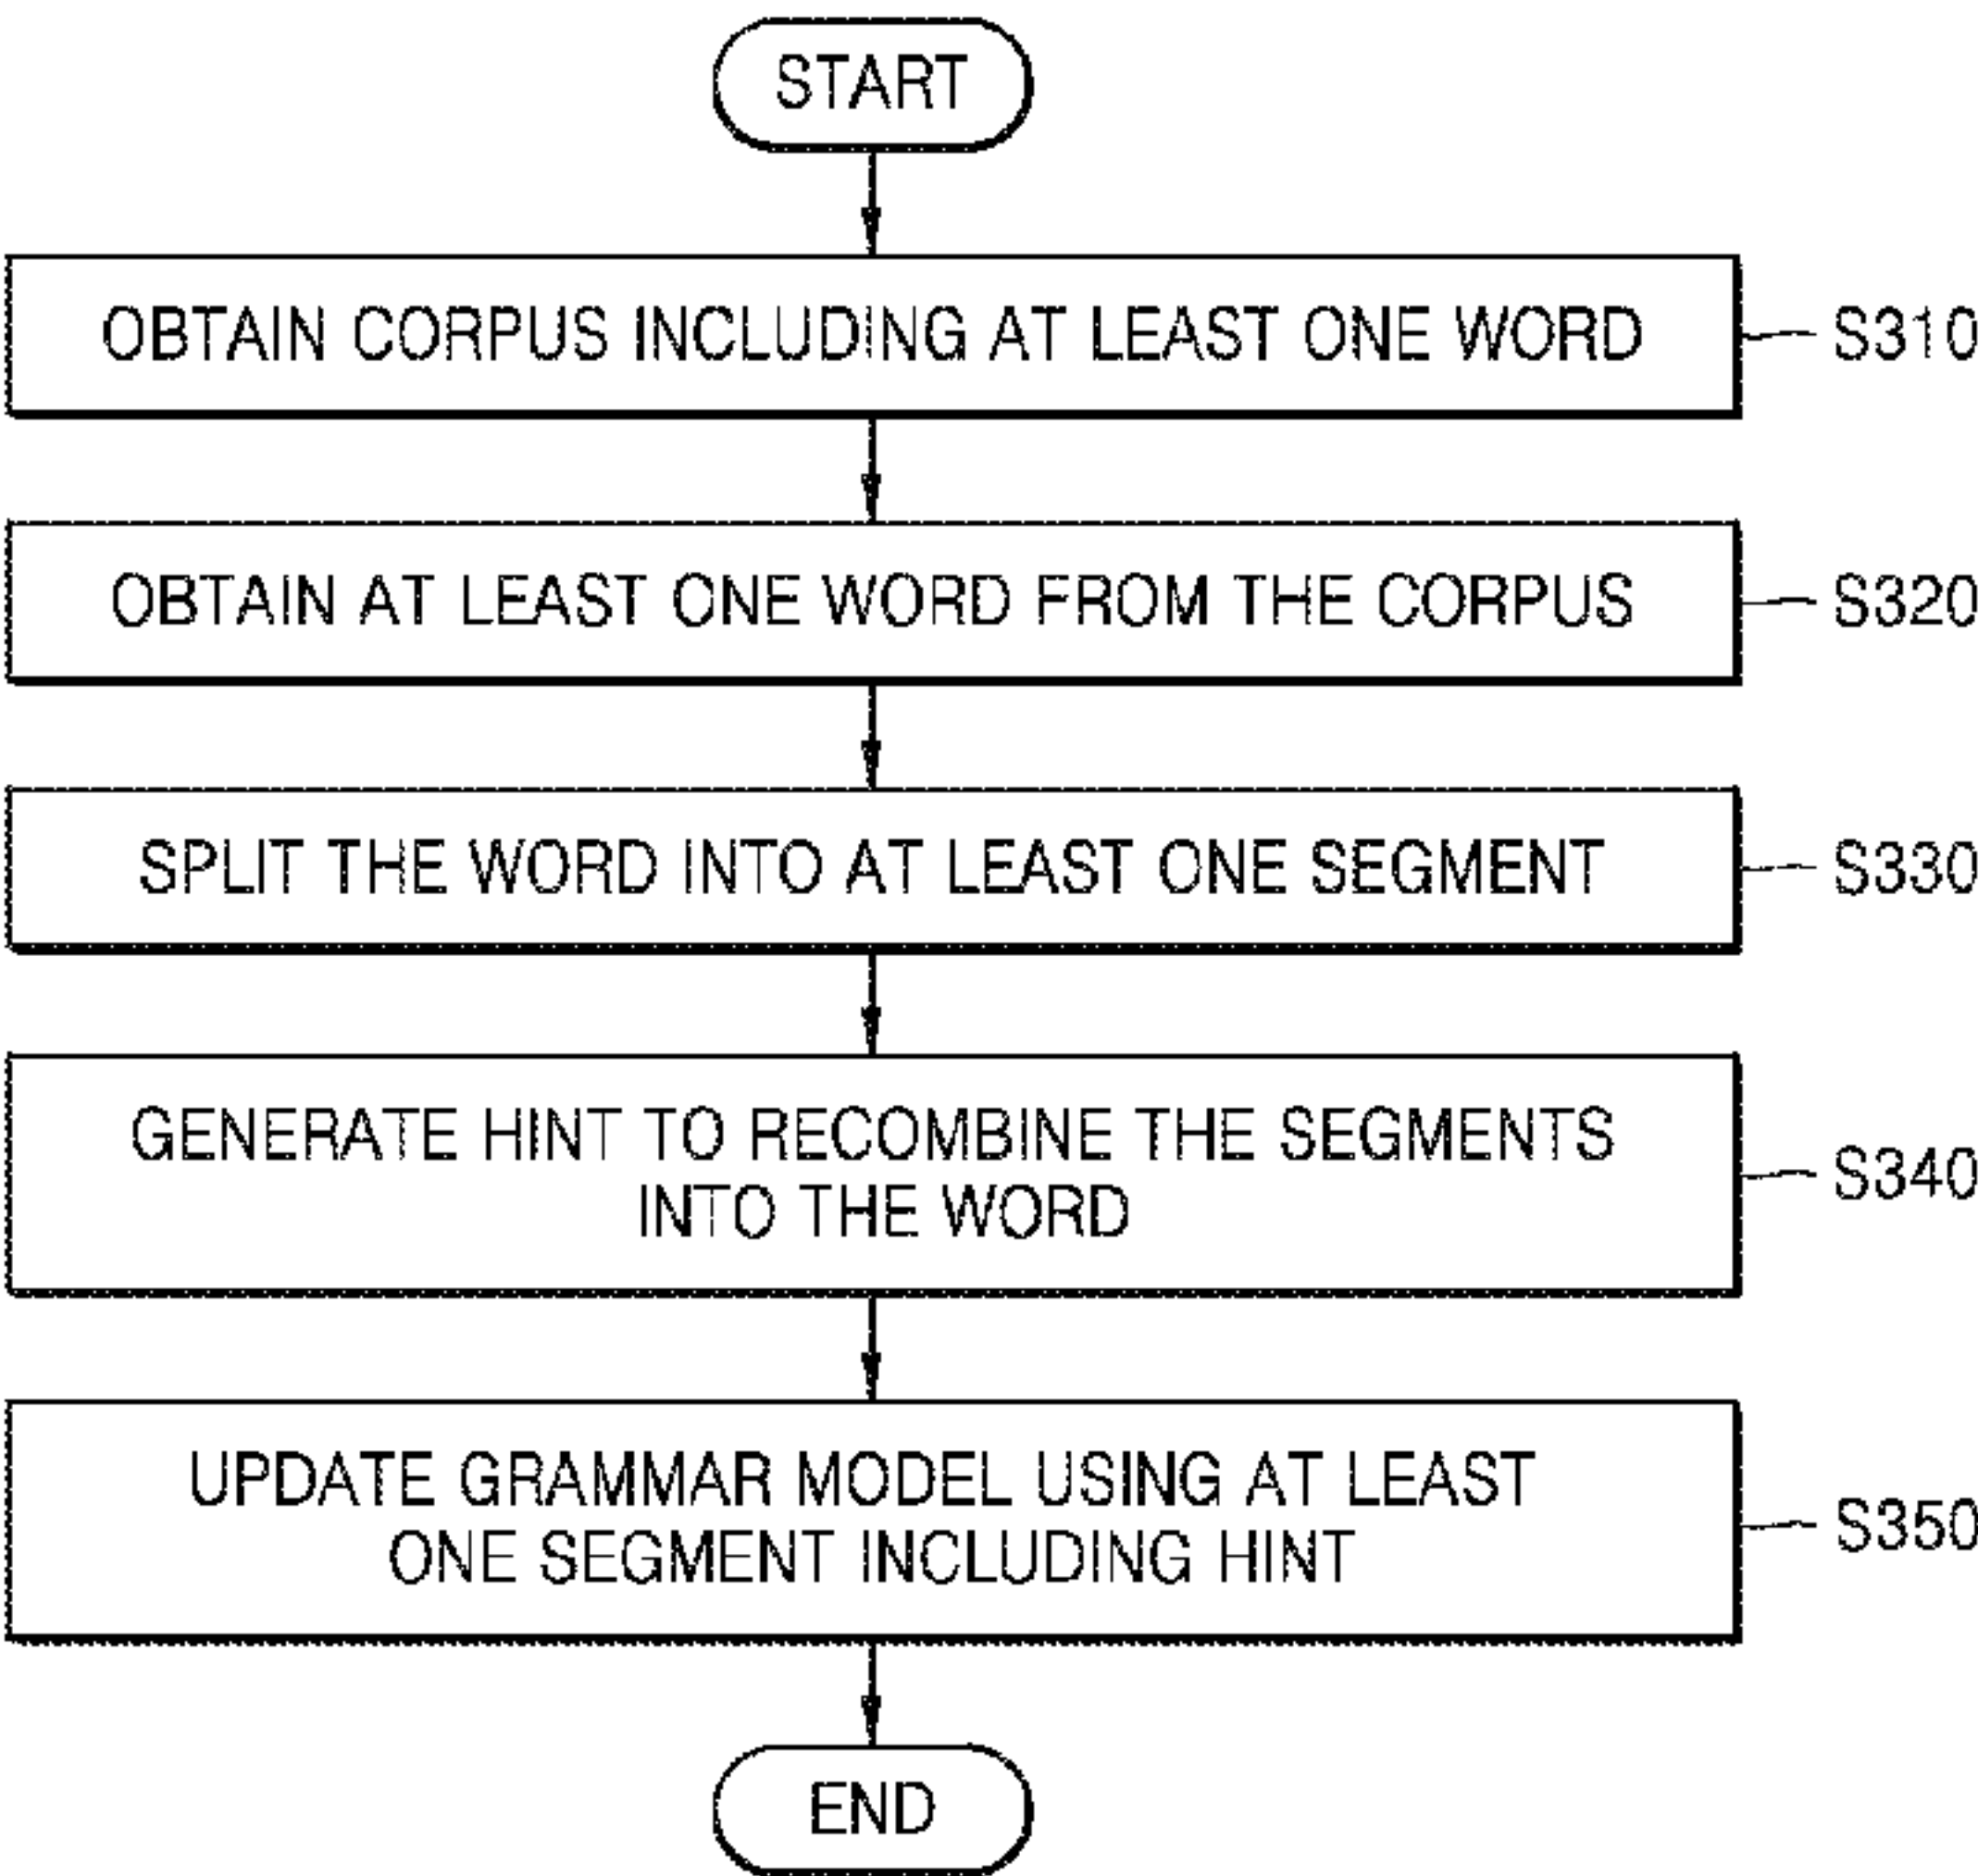 START
OBTAIN CORPUS INCLUDING AT LEAST ONE WORD
S310
OBTAIN AT LEAST ONE WORD FROM THE CORPUS
S320
SPLIT THE WORD INTO AT LEAST ONE SEGMENT
S330
GENERATE HINT TO RECOMBINE THE SEGMENTS
INTO THE WORD
S340
UPDATE GRAMMAR MODEL USING AT LEAST
ONE SEGMENT INCLUDING HINT
S350
END